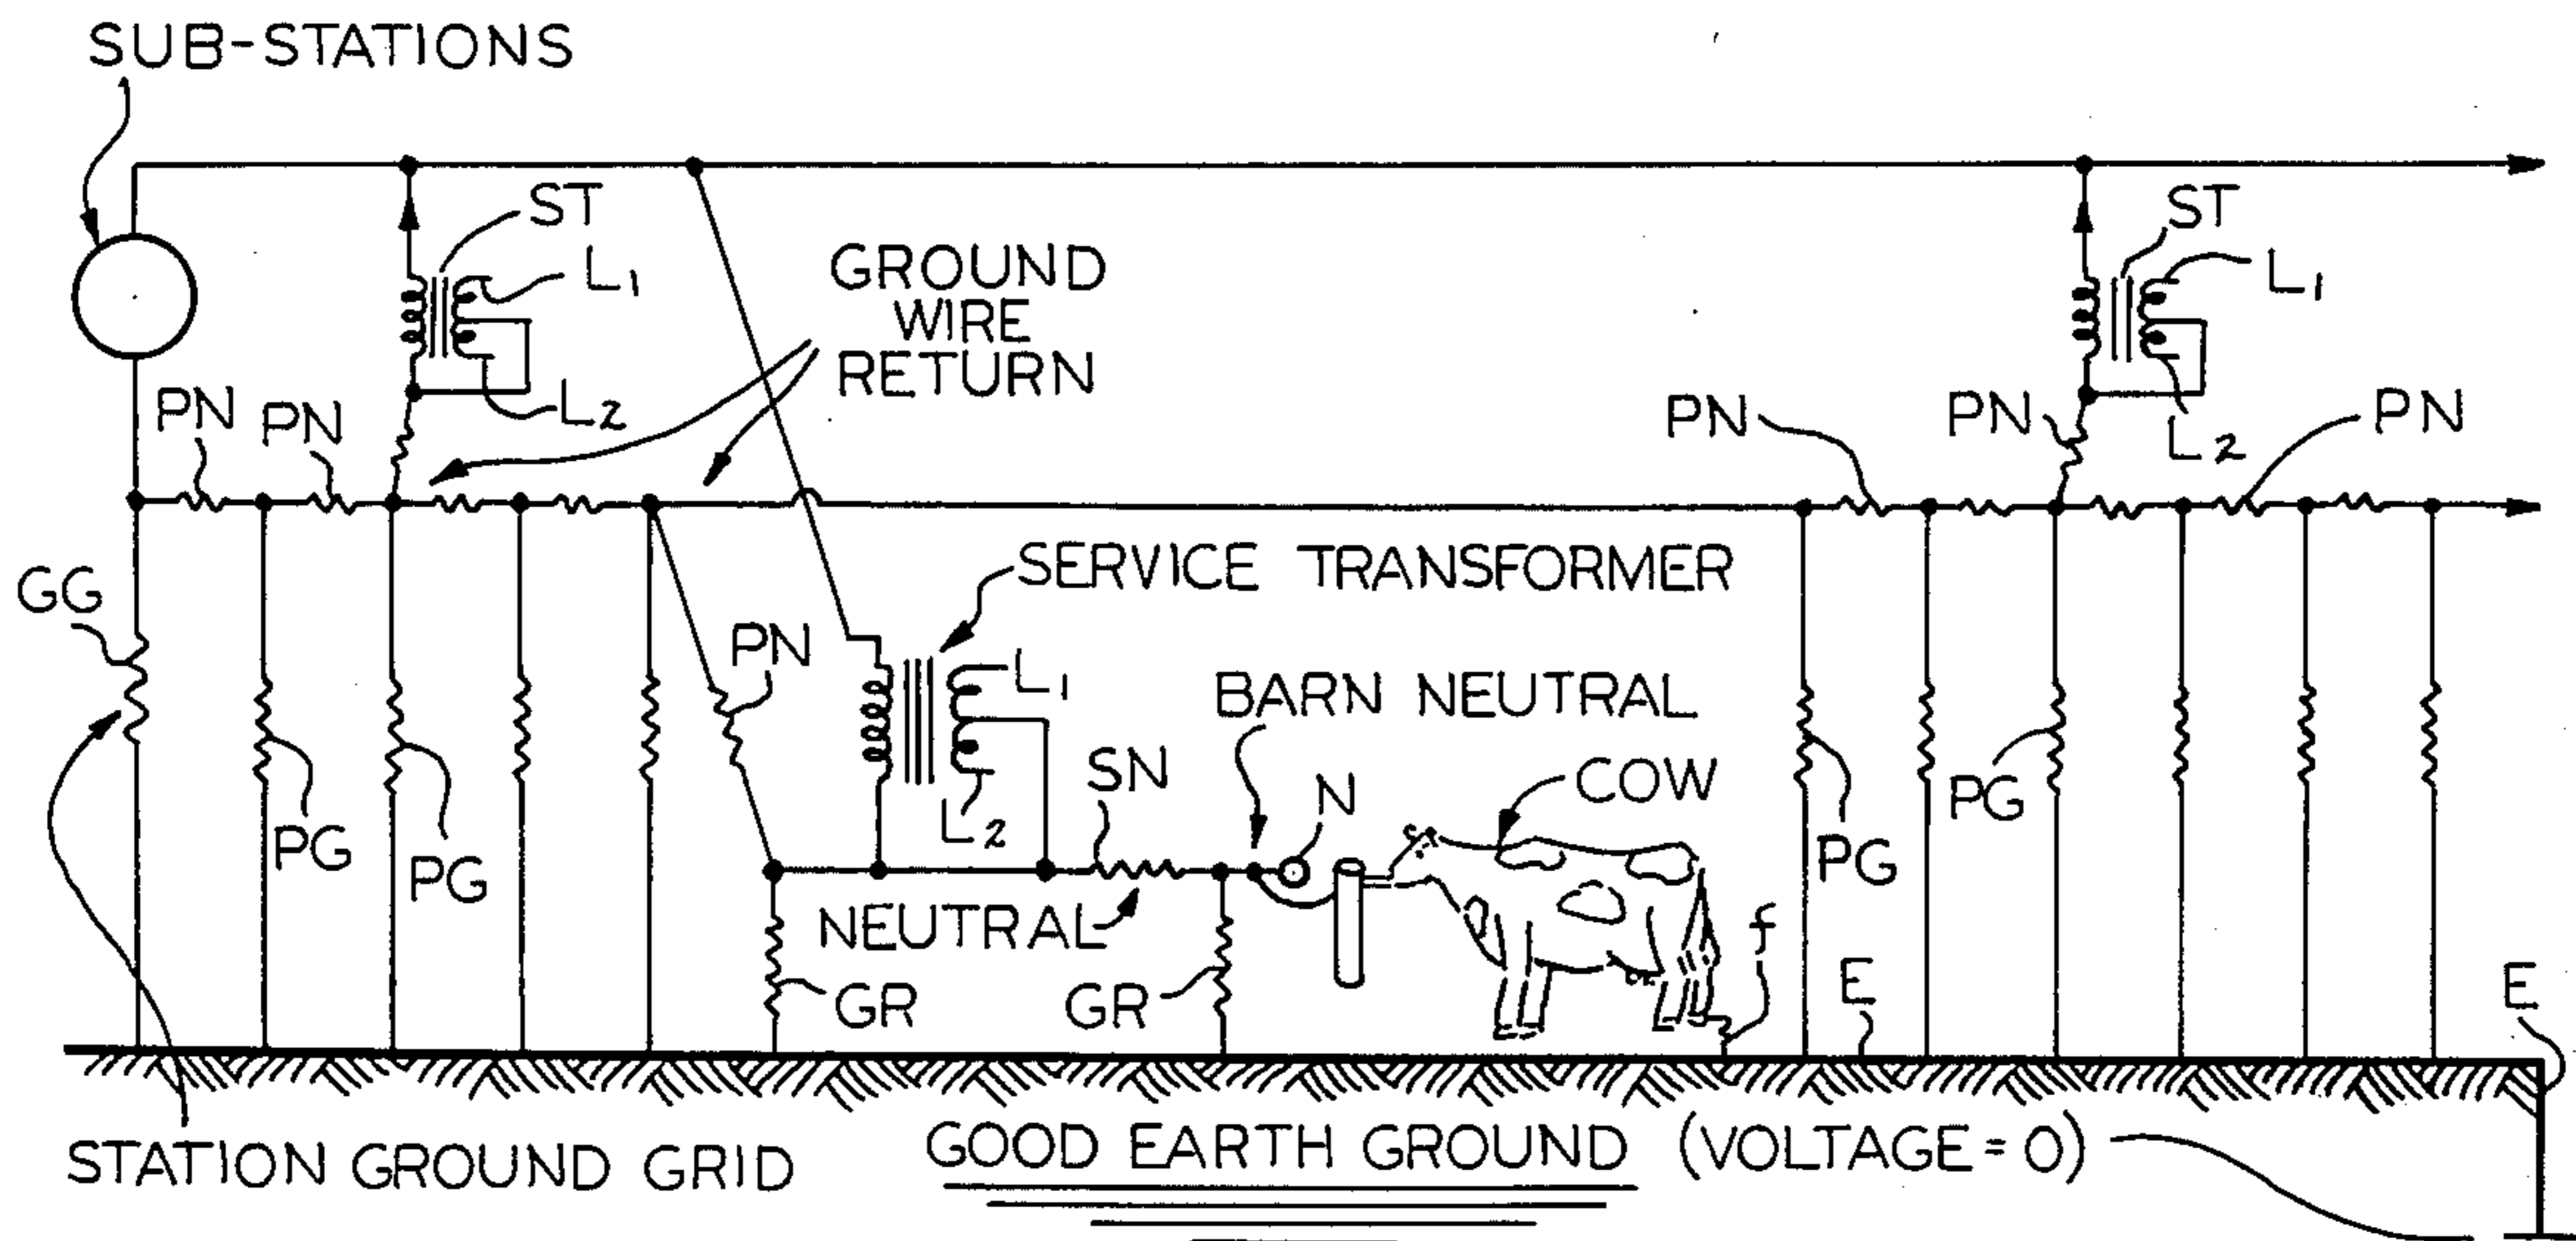 SUB-STATIONS
ST
L1
L2
GROUND
WIRE
RETURN
ST
L1
L2
PN
PN
PN
PN
PN
GG
SERVICE TRANSFORMER
PN
L1
L2
BARN NEUTRAL
SN
N
COW
PG
PG
PG
PG
NEUTRAL
GR
GR
f
E
E
STATION GROUND GRID
GOOD EARTH GROUND (VOLTAGE = 0)